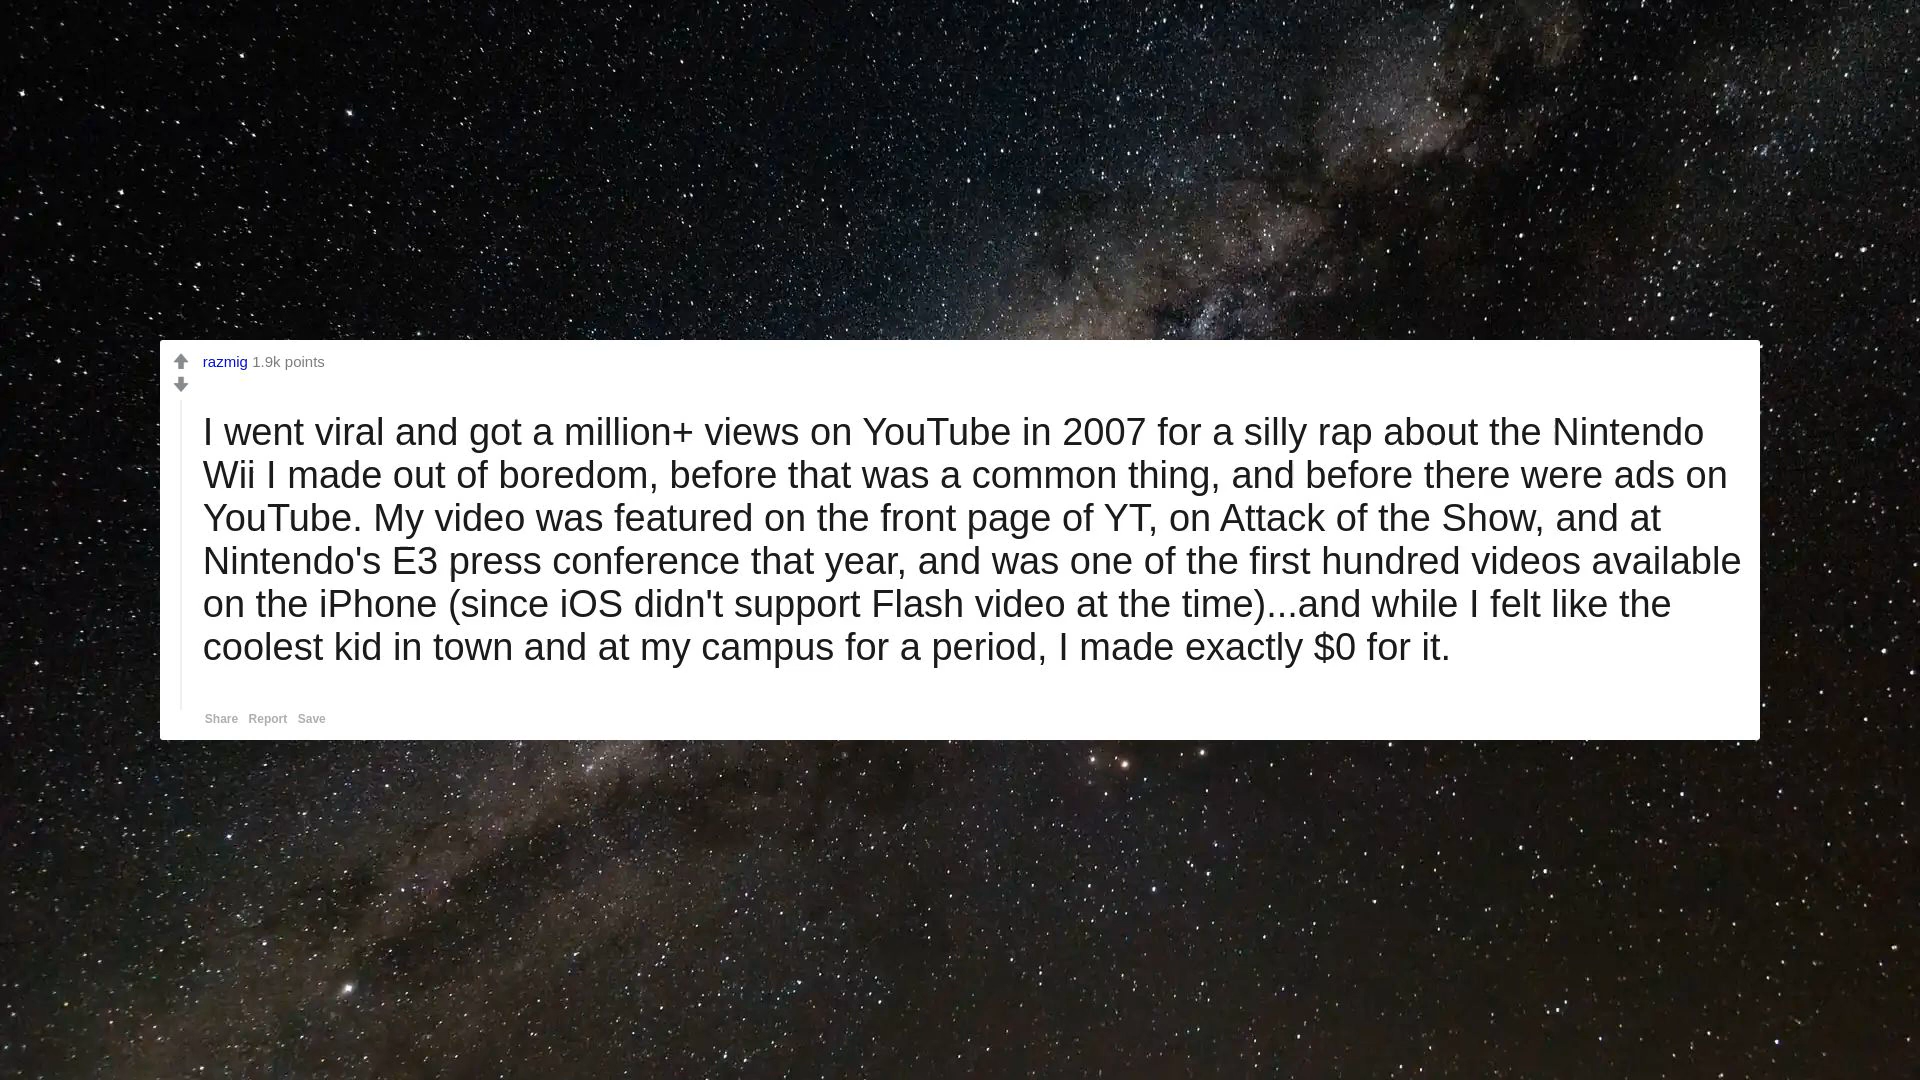 razmig 1.9k points
I went viral and got a million+ views on YouTube in 2007 for a silly rap about the Nintendo
Wii I made out of boredom, before that was a common thing, and before there were ads on
YouTube. My video was featured on the front page of YT, on Attack of the Show, and at
Nintendo's E3 press conference that year, and was one of the first hundred videos available
on the iPhone (since iOS didn't support Flash video at the time)...and while I felt like the
coolest kid in town and at my campus for a period, I made exactly $0 for it.
Share Report Save